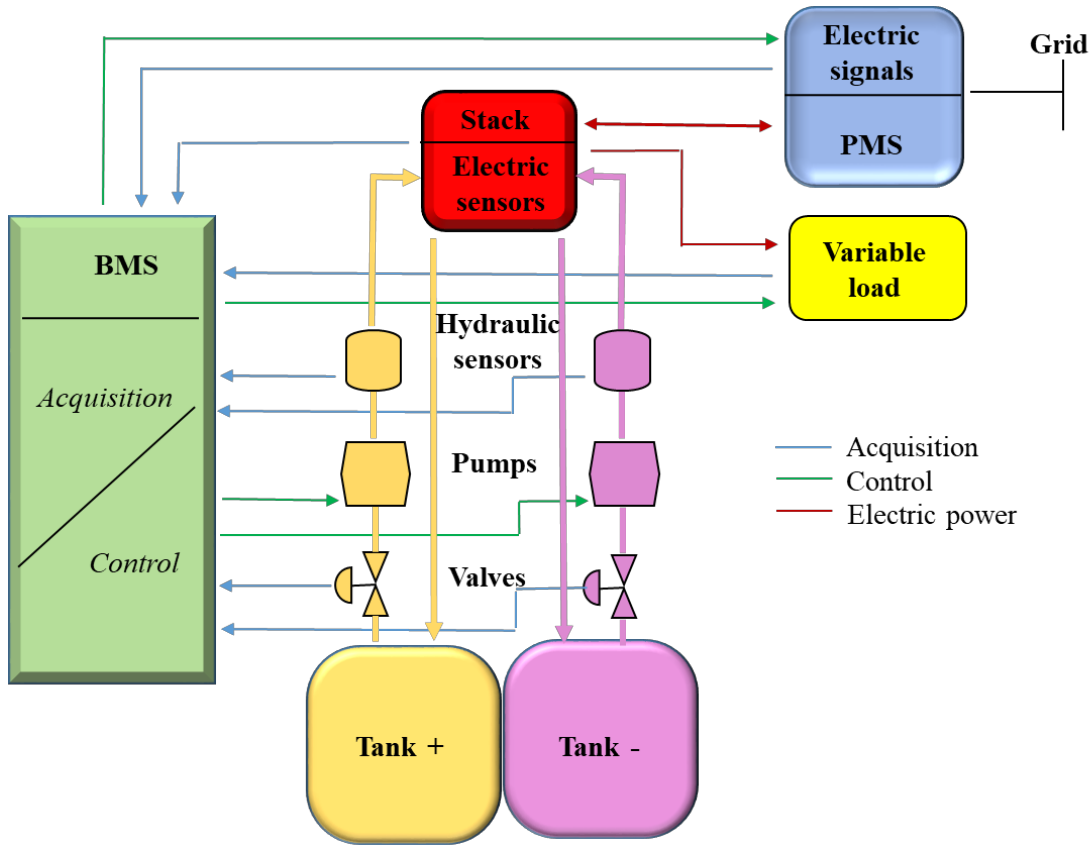 Electric
signals
PMS
Grid
Stack
Electric
sensors
BMS
Variable
load
Hydraulic
sensors
Acquisition
Pumps
Control
Valves
Acquisition
Control
Electric power
Tank +
Tank -